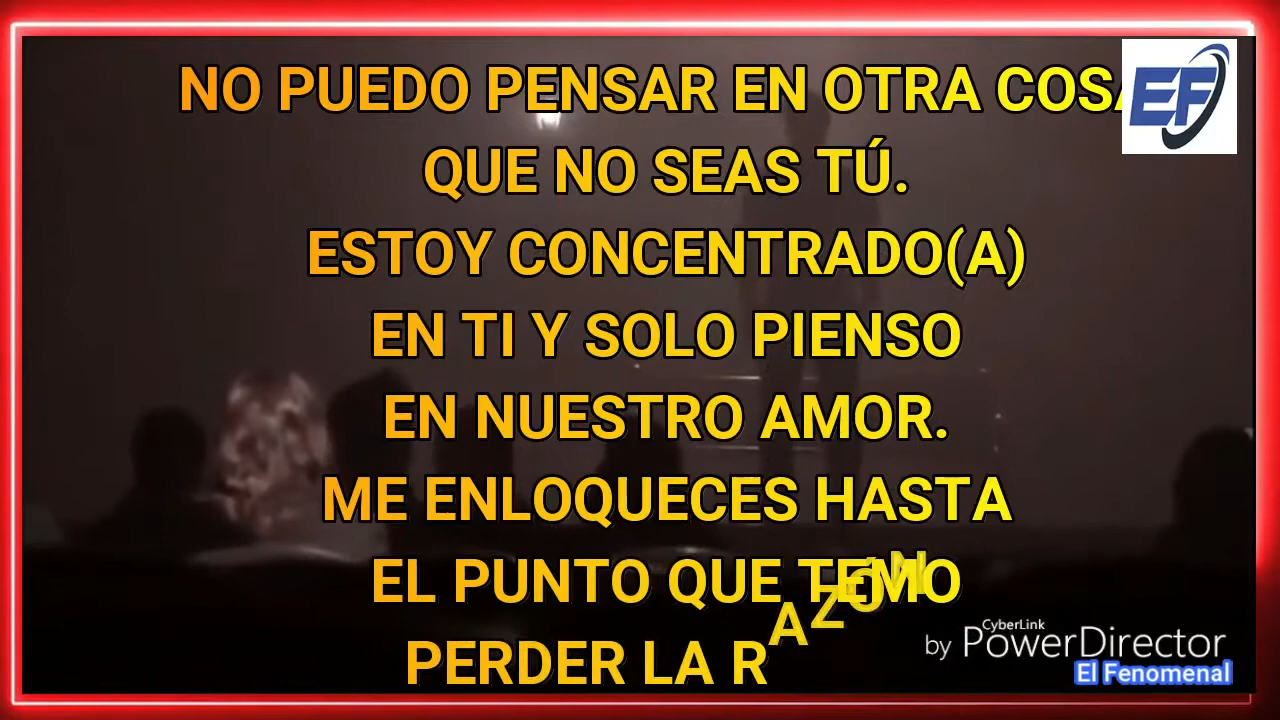 NO PUEDO PENSAR EN OTRA COSA
EF
QUE NO SEAS TÚ.
ESTOY CONCENTRADO(A)
EN TI Y SOLO PIENSO
EN NUESTRO AMOR.
ME ENLOQUECES HASTA
EL PUNTO QUE TEMO
PERDER LA RAZÓN
CyberLink
by PowerDirector
El Fenomenal